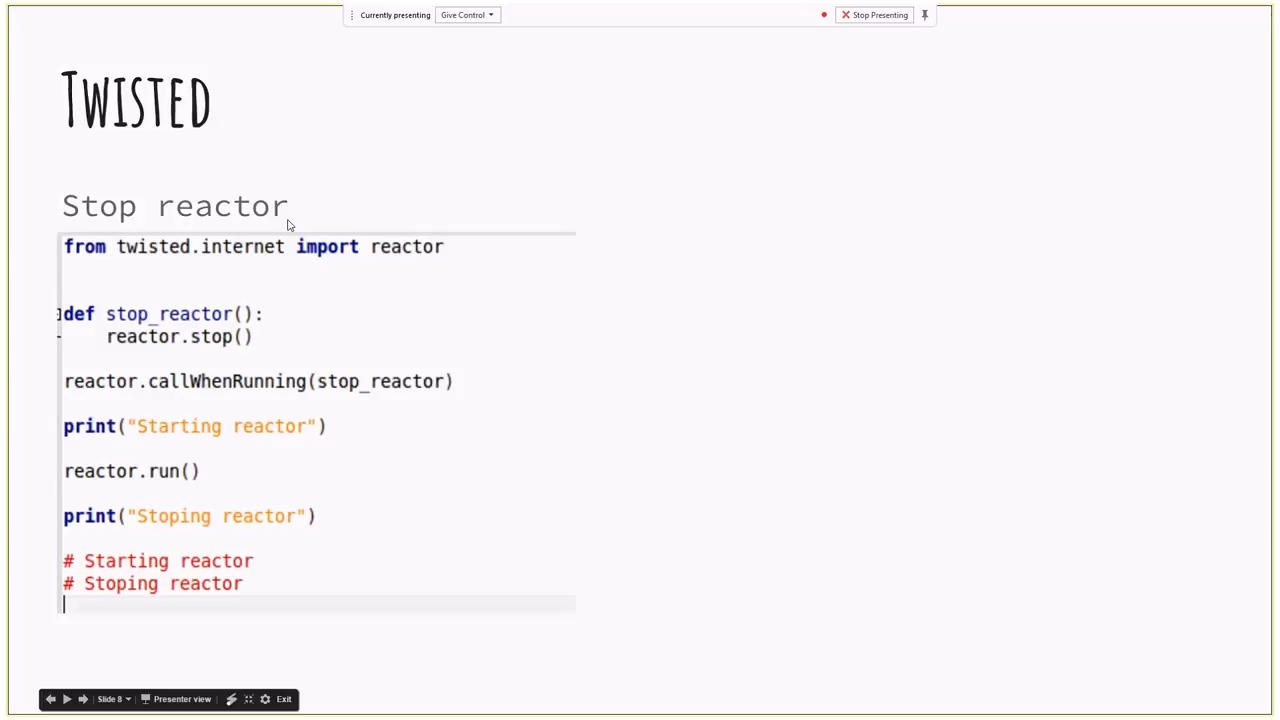 Currently presenting Give Control Stop Presenting
Twisted
Stop reactor
from twisted.internet import reactor
def stop_reactor():
    reactor.stop()
reactor.callWhenRunning(stop_reactor)
print("Starting reactor")
reactor.run()
print("Stoping reactor")
# Starting reactor
# Stoping reactor
Slide 8 Presenter view Exit